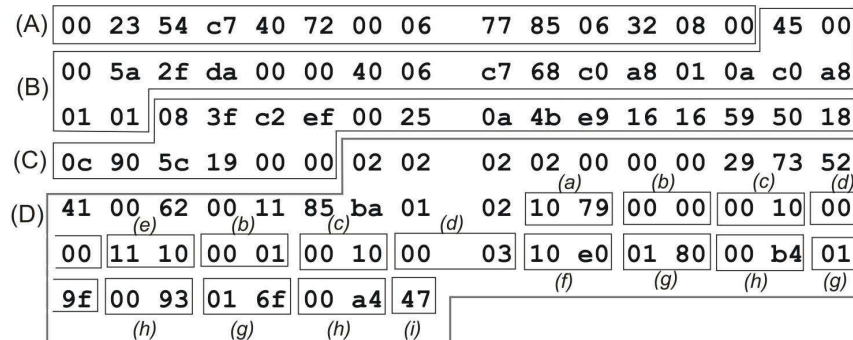 (A) 00 23 54 c7 40 72 00 06 77 85 06 32 08 00 45 00
(B) 00 5a 2f da 00 00 40 06 c7 68 c0 a8 01 0a c0 a8
01 01 08 3f c2 ef 00 25 0a 4b e9 16 16 59 50 18
(C) 0c 90 5c 19 00 00 02 02 02 02 00 00 00 29 73 52
(a) (b) (c) (d)
(D) 41 00 62 00 11 85 ba 01 02 10 79 00 00 00 10 00
(e) (b) (c) (d)
00 11 10 00 01 00 10 00 03 10 e0 01 80 00 b4 01
(f) (g) (h) (g)
9f 00 93 01 6f 00 a4 47
(h) (g) (h) (i)